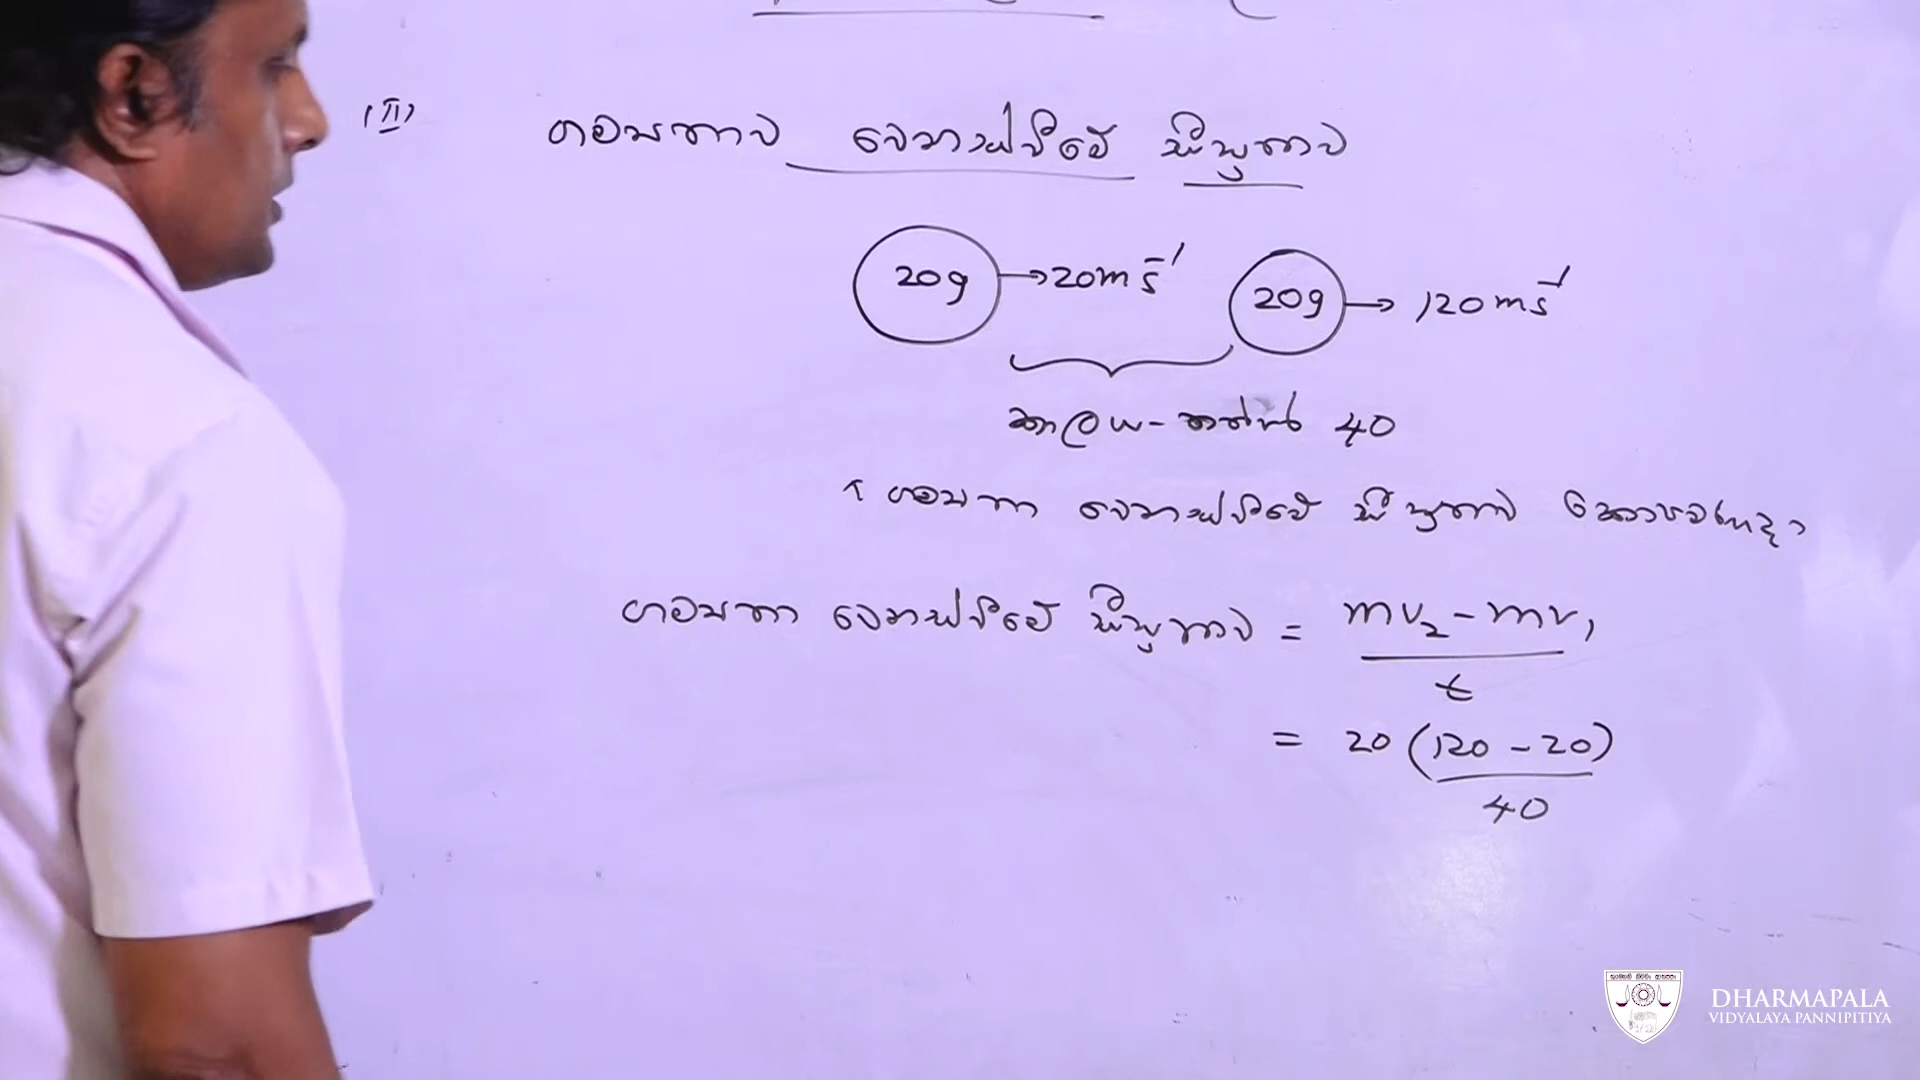 (II) ගම්‍යතාව වෙනස්වීමේ සීඝ්‍රතාව
20g → 20ms⁻¹ 20g → 120ms⁻¹
කාලය - තත්පර 40
ගම්‍යතා වෙනස්වීමේ සීඝ්‍රතාව කොපමණද?
ගම්‍යතා වෙනස්වීමේ සීඝ්‍රතාව = mv₂ - mv₁
t
= 20 (120 - 20)
40
DHARMAPALA
VIDYALAYA PANNIPITIYA